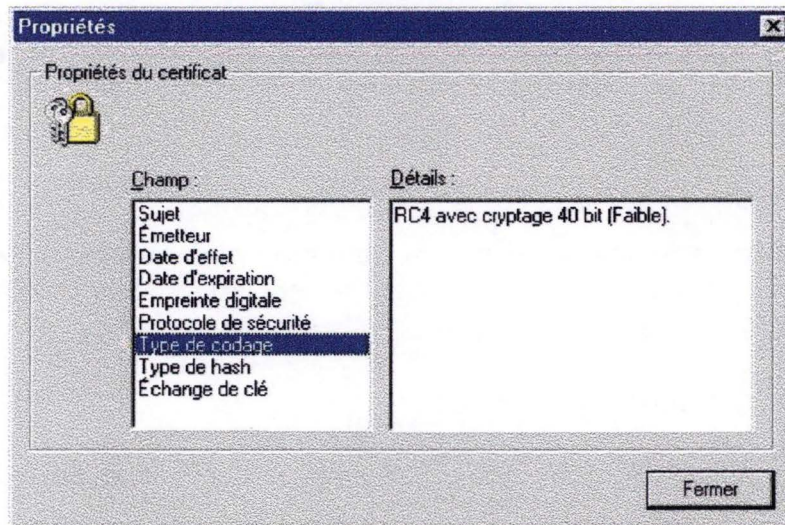 Propriétés
Propriétés du certificat
Champ :
Détails :
Sujet
Émetteur
Date d'effet
Date d'expiration
Empreinte digitale
Protocole de sécurité
Type de codage
Type de hash
Échange de clé
RC4 avec cryptage 40 bit (Faible).
Fermer